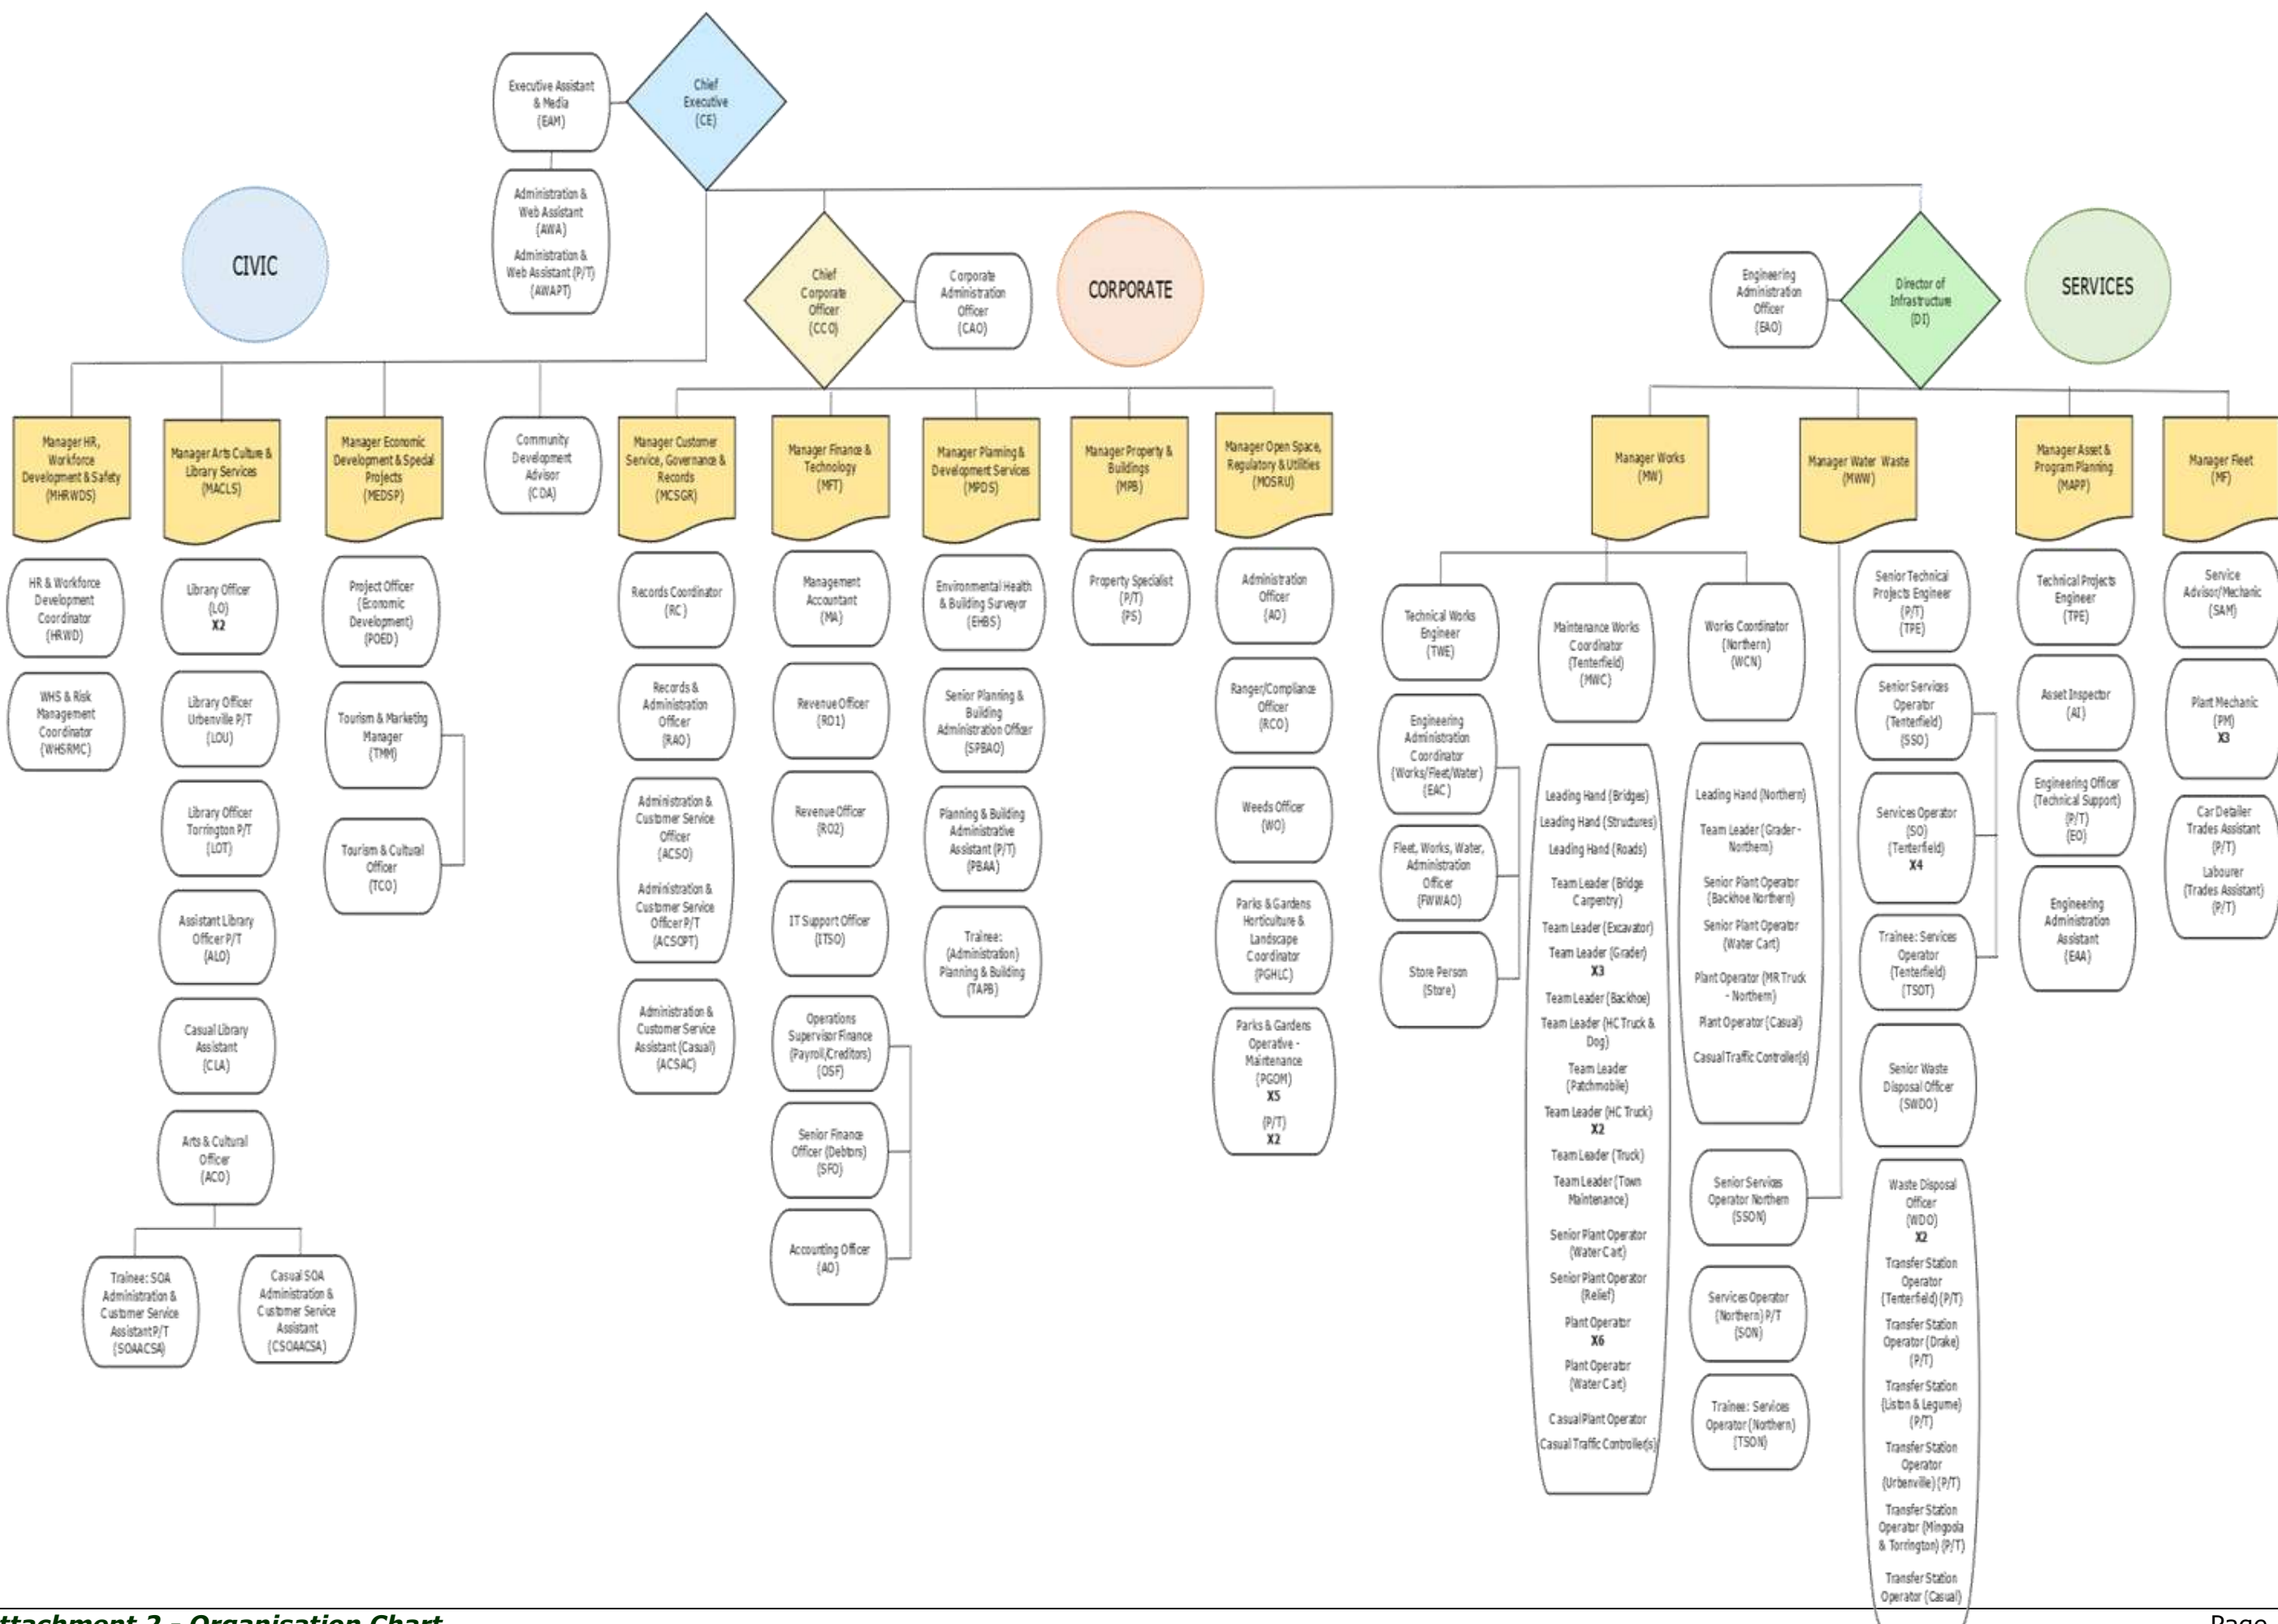 Chief
Executive
(CE)
Executive Assistant
& Media
(EAM)
Administration &
Web Assistant
(AWA)
Administration &
Web Assistant (P/T)
(AWAPT)
CIVIC
Chief
Corporate
Officer
(CCO)
Corporate
Administration
Officer
(CAO)
CORPORATE
Engineering
Administration
Officer
(EAO)
Director of
Infrastructure
(DI)
SERVICES
Manager HR,
Workforce
Development & Safety
(MHRWDS)
HR & Workforce
Development
Coordinator
(HRWD)
WHS & Risk
Management
Coordinator
(WHSRMC)
Manager Arts Culture &
Library Services
(MACLS)
Library Officer
(LO)
X2
Library Officer
Urbenville P/T
(LOU)
Library Officer
Torrington P/T
(LOT)
Assistant Library
Officer P/T
(ALO)
Casual Library
Assistant
(CLA)
Arts & Cultural
Officer
(ACO)
Trainee: SOA
Administration &
Customer Service
Assistant P/T
(SOAACSA)
Casual SOA
Administration &
Customer Service
Assistant
(CSOAACSA)
Manager Economic
Development & Special
Projects
(MEDSP)
Project Officer
(Economic
Development)
(POED)
Tourism & Marketing
Manager
(TMM)
Tourism & Cultural
Officer
(TCO)
Community
Development
Advisor
(CDA)
Manager Customer
Service, Governance &
Records
(MCSGR)
Records Coordinator
(RC)
Records &
Administration
Officer
(RAO)
Administration &
Customer Service
Officer
(ACSO)
Administration &
Customer Service
Officer P/T
(ACSOPT)
Administration &
Customer Service
Assistant (Casual)
(ACSAC)
Manager Finance &
Technology
(MFT)
Management
Accountant
(MA)
Revenue Officer
(RO1)
Revenue Officer
(RO2)
IT Support Officer
(ITSO)
Operations
Supervisor Finance
(Payroll/Creditors)
(OSF)
Senior Finance
Officer (Debtors)
(SFO)
Accounting Officer
(AO)
Manager Planning &
Development Services
(MPDS)
Environmental Health
& Building Surveyor
(EHBS)
Senior Planning &
Building
Administration Officer
(SPBAO)
Planning & Building
Administrative
Assistant (P/T)
(PBAA)
Trainee:
(Administration)
Planning & Building
(TAPB)
Manager Property &
Buildings
(MPB)
Property Specialist
(P/T)
(PS)
Manager Open Space,
Regulatory & Utilities
(MOSRU)
Administration
Officer
(AO)
Ranger/Compliance
Officer
(RCO)
Weeds Officer
(WO)
Parks & Gardens
Horticulture &
Landscape
Coordinator
(PGHLC)
Parks & Gardens
Operative -
Maintenance
(PGOM)
X5
(P/T)
X2
Manager Works
(MW)
Technical Works
Engineer
(TWE)
Engineering
Administration
Coordinator
(Works/Fleet/Water)
(EAC)
Fleet, Works, Water,
Administration
Officer
(FWWAO)
Store Person
(Store)
Maintenance Works
Coordinator
(Tenterfield)
(MWC)
Leading Hand (Bridges)
Leading Hand (Structures)
Leading Hand (Roads)
Team Leader (Bridge
Carpentry)
Team Leader (Excavator)
Team Leader (Grader)
X3
Team Leader (Backhoe)
Team Leader (HC Truck &
Dog)
Team Leader
(Patchmobile)
Team Leader (HC Truck)
X2
Team Leader (Truck)
Team Leader (Town
Maintenance)
Senior Plant Operator
(Water Cart)
Senior Plant Operator
(Relief)
Plant Operator
X6
Plant Operator
(Water Cart)
Casual Plant Operator
Casual Traffic Controller(s)
Works Coordinator
(Northern)
(WCN)
Leading Hand (Northern)
Team Leader (Grader -
Northern)
Senior Plant Operator
(Backhoe Northern)
Senior Plant Operator
(Water Cart)
Plant Operator (MR Truck
- Northern)
Plant Operator (Casual)
Casual Traffic Controller(s)
Senior Services
Operator Northern
(SSON)
Services Operator
(Northern) P/T
(SON)
Trainee: Services
Operator (Northern)
(TSON)
Manager Water Waste
(MWW)
Senior Technical
Projects Engineer
(P/T)
(TPE)
Senior Services
Operator
(Tenterfield)
(SSO)
Services Operator
(SO)
(Tenterfield)
X4
Trainee: Services
Operator
(Tenterfield)
(TSOT)
Senior Waste
Disposal Officer
(SWDO)
Waste Disposal
Officer
(WDO)
X2
Transfer Station
Operator
(Tenterfield) (P/T)
Transfer Station
Operator (Drake)
(P/T)
Transfer Station
(Liston & Legume)
(P/T)
Transfer Station
Operator
(Urbenville) (P/T)
Transfer Station
Operator (Mingoola
& Torrington) (P/T)
Transfer Station
Operator (Casual)
Manager Asset &
Program Planning
(MAPP)
Technical Projects
Engineer
(TPE)
Asset Inspector
(AI)
Engineering Officer
(Technical Support)
(P/T)
(EO)
Engineering
Administration
Assistant
(EAA)
Manager Fleet
(MF)
Service
Advisor/Mechanic
(SAM)
Plant Mechanic
(PM)
X3
Car Detailer
Trades Assistant
(P/T)
Labourer
(Trades Assistant)
(P/T)
ttachment 2 - Organisation Chart
Page